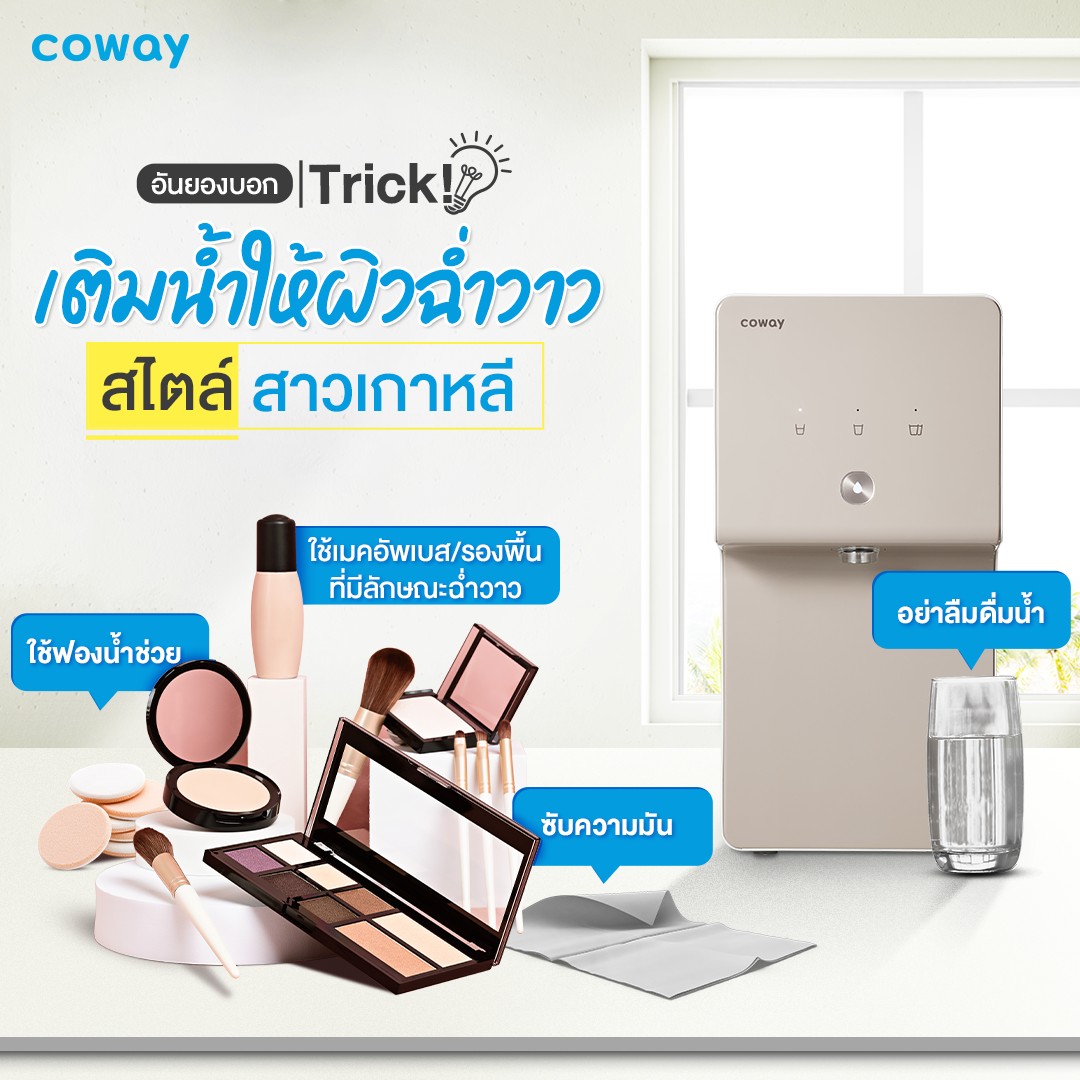 coway
อันยองบอก Trick!
เติมน้ำให้ผิวฉ่ำวาว
สไตล์ สาวเกาหลี
coway
ใช้เมคอัพเบส/รองพื้น
ที่มีลักษณะฉ่ำวาว
อย่าลืมดื่มน้ำ
ใช้ฟองน้ำช่วย
ซับความมัน